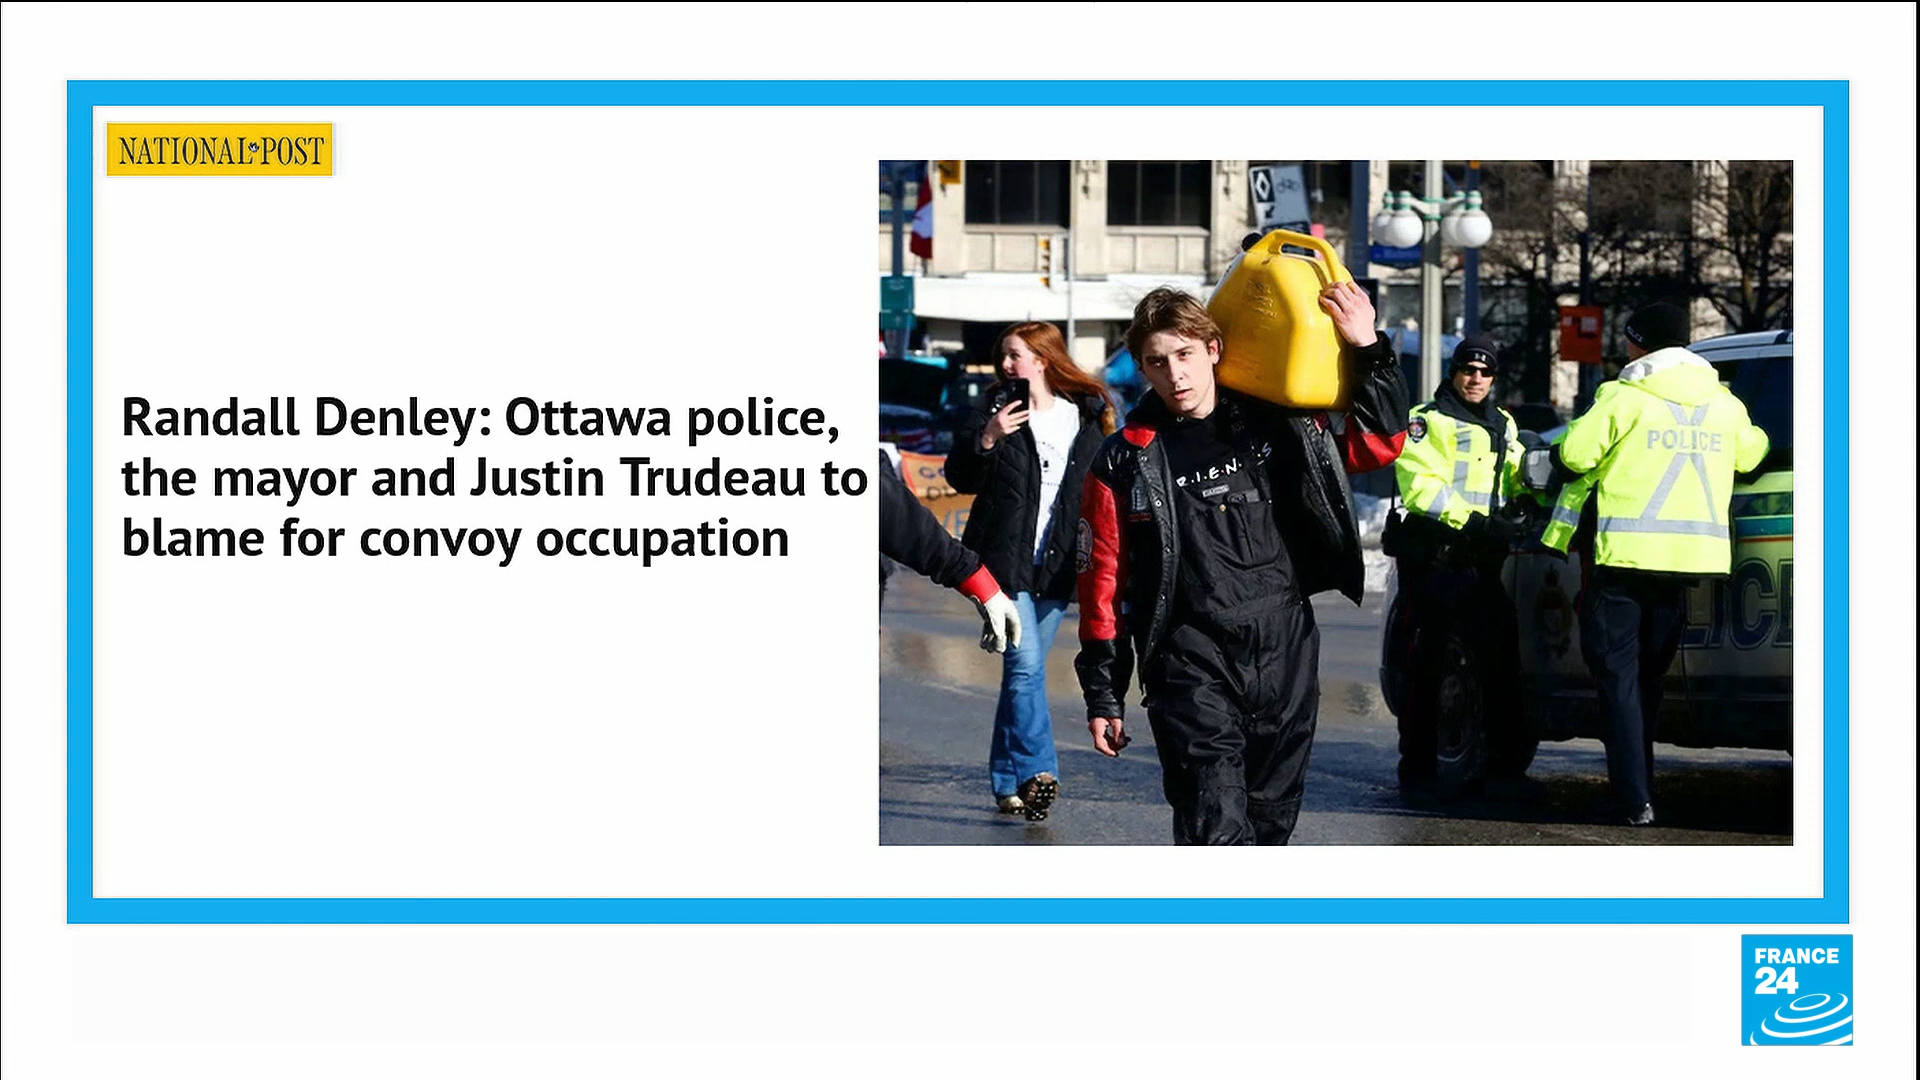 NATIONAL POST
Randall Denley: Ottawa police,
the mayor and Justin Trudeau to
blame for convoy occupation
POLICE
FRANCE
24